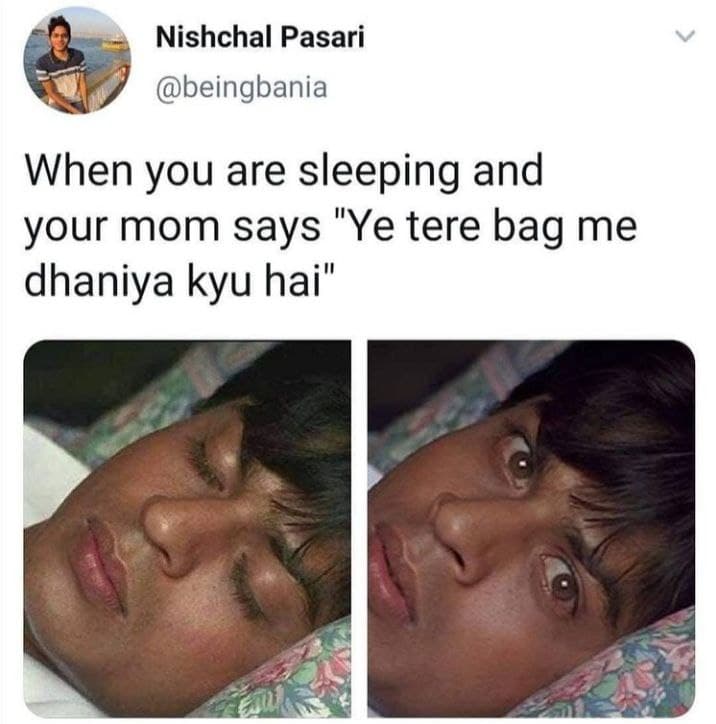 Nishchal Pasari
@beingbania
When you are sleeping and
your mom says "Ye tere bag me
dhaniya kyu hai"